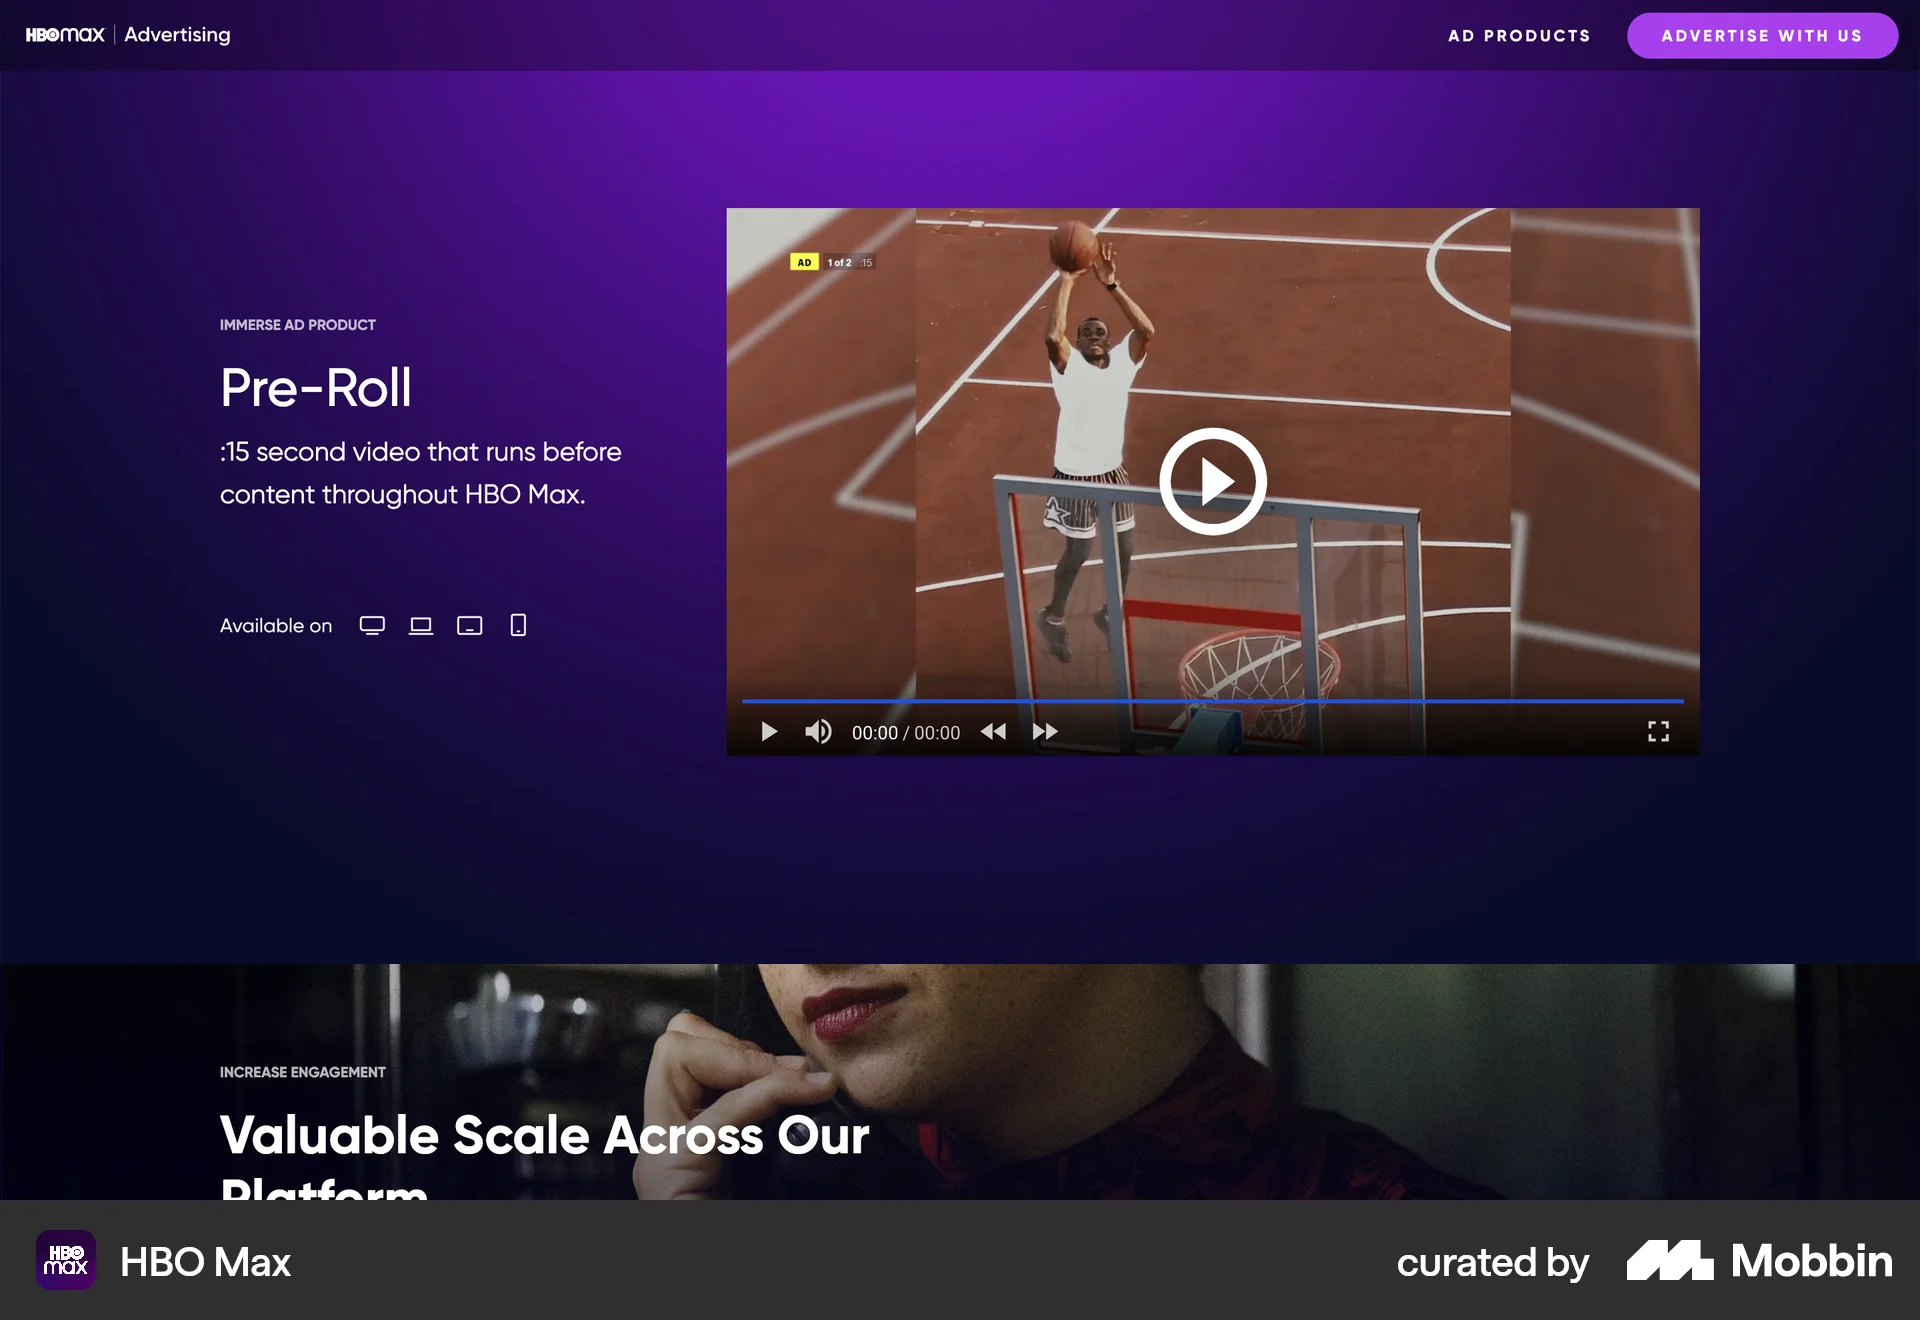 HBOmax | Advertising
AD PRODUCTS
ADVERTISE WITH US
IMMERSE AD PRODUCT
Pre-Roll
:15 second video that runs before
content throughout HBO Max.
Available on
AD 1 of 2 :15
00:00 / 00:00
INCREASE ENGAGEMENT
Valuable Scale Across Our
Platform
HBO
max
HBO Max
curated by
Mobbin